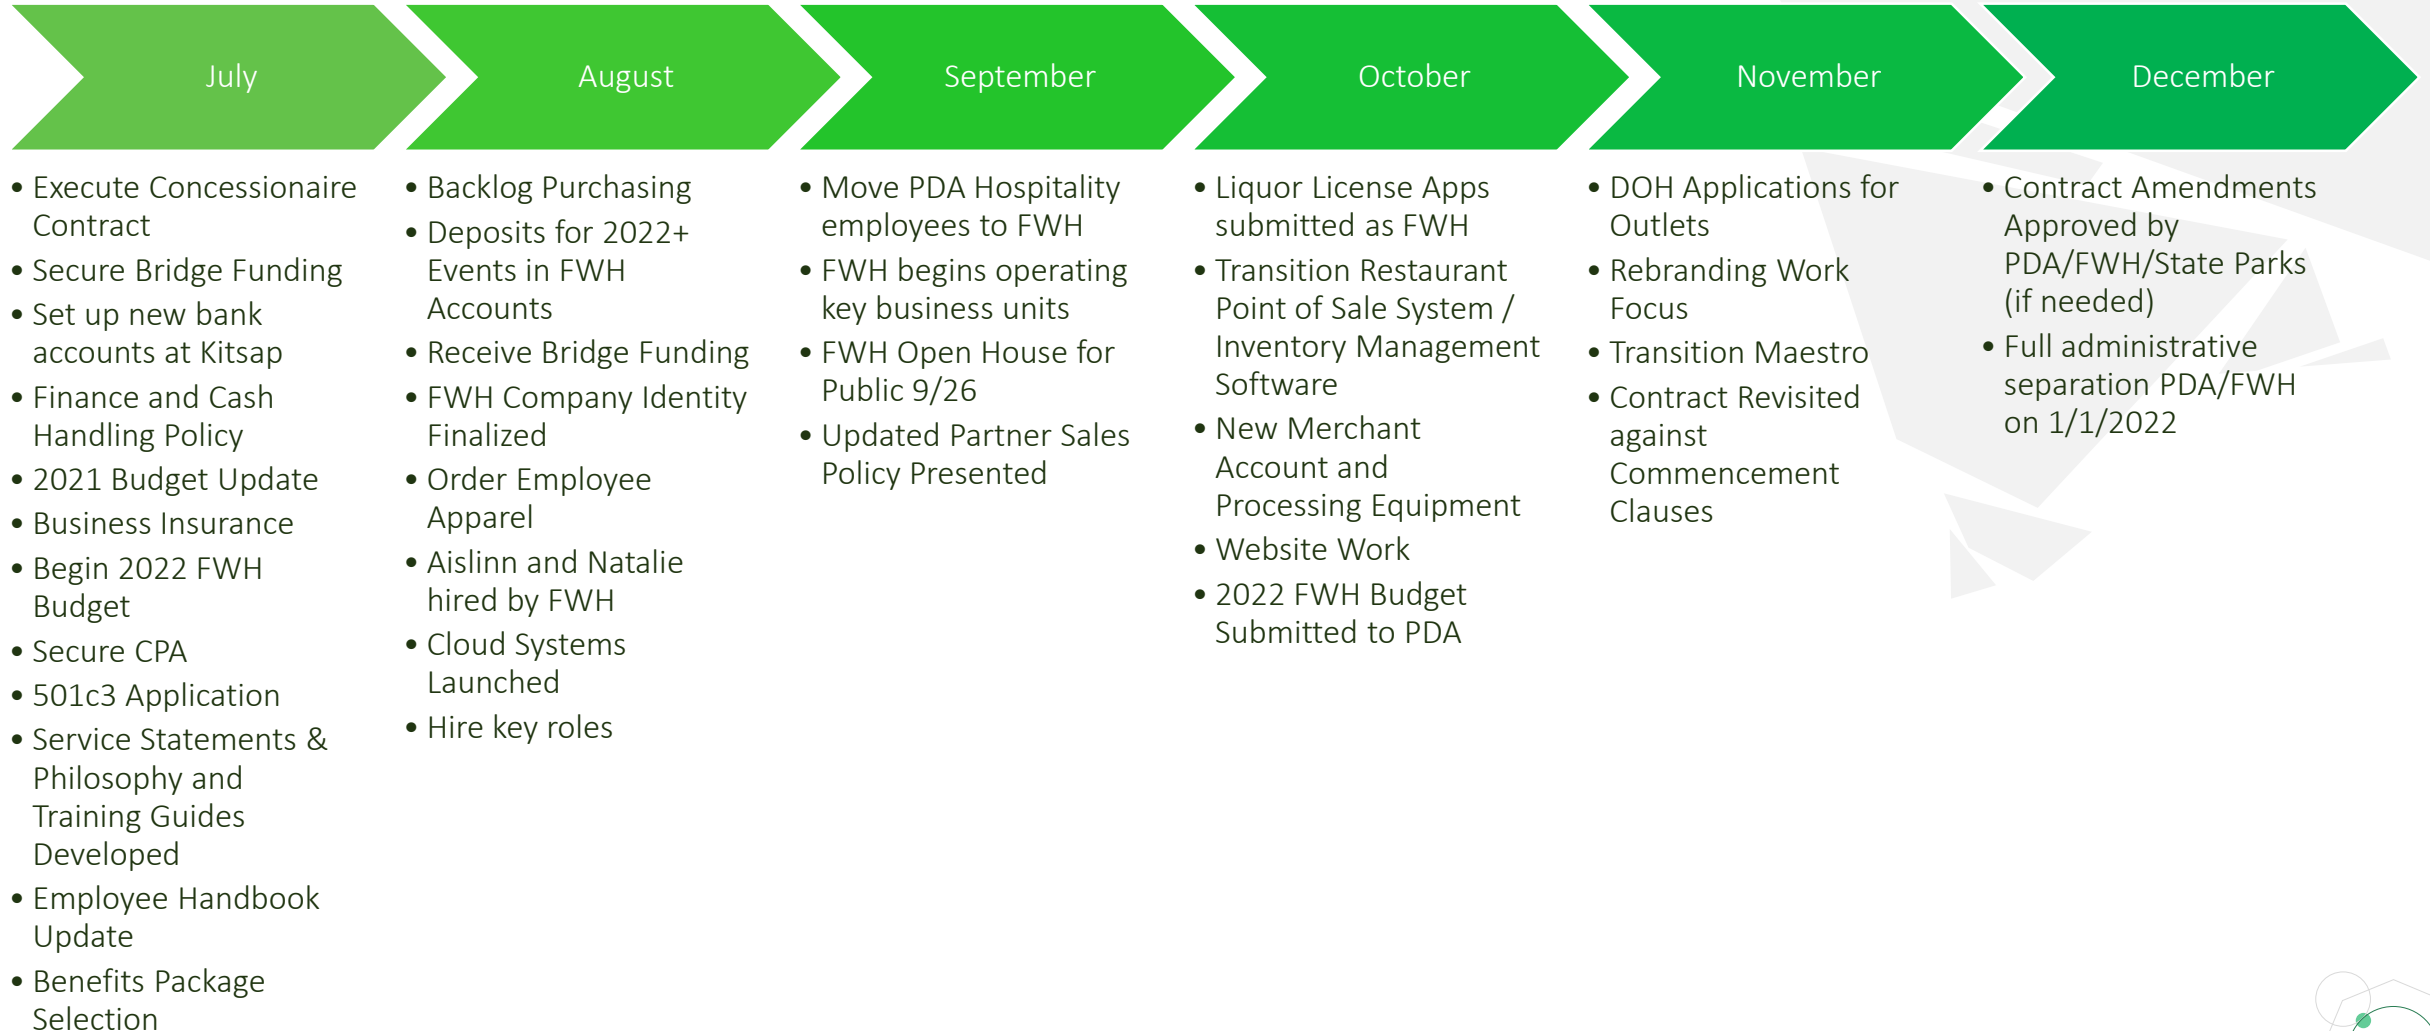 July
• Execute Concessionaire
Contract
• Secure Bridge Funding
• Set up new bank
accounts at Kitsap
• Finance and Cash
Handling Policy
• 2021 Budget Update
• Business Insurance
• Begin 2022 FWH
Budget
• Secure CPA
• 501c3 Application
• Service Statements &
Philosophy and
Training Guides
Developed
• Employee Handbook
Update
• Benefits Package
Selection
August
• Backlog Purchasing
• Deposits for 2022+
Events in FWH
Accounts
• Receive Bridge Funding
• FWH Company Identity
Finalized
• Order Employee
Apparel
• Aislinn and Natalie
hired by FWH
• Cloud Systems
Launched
• Hire key roles
September
• Move PDA Hospitality
employees to FWH
• FWH begins operating
key business units
• FWH Open House for
Public 9/26
• Updated Partner Sales
Policy Presented
October
• Liquor License Apps
submitted as FWH
• Transition Restaurant
Point of Sale System /
Inventory Management
Software
• New Merchant
Account and
Processing Equipment
• Website Work
• 2022 FWH Budget
Submitted to PDA
November
• DOH Applications for
Outlets
• Rebranding Work
Focus
• Transition Maestro
• Contract Revisited
against
Commencement
Clauses
December
• Contract Amendments
Approved by
PDA/FWH/State Parks
(if needed)
• Full administrative
separation PDA/FWH
on 1/1/2022